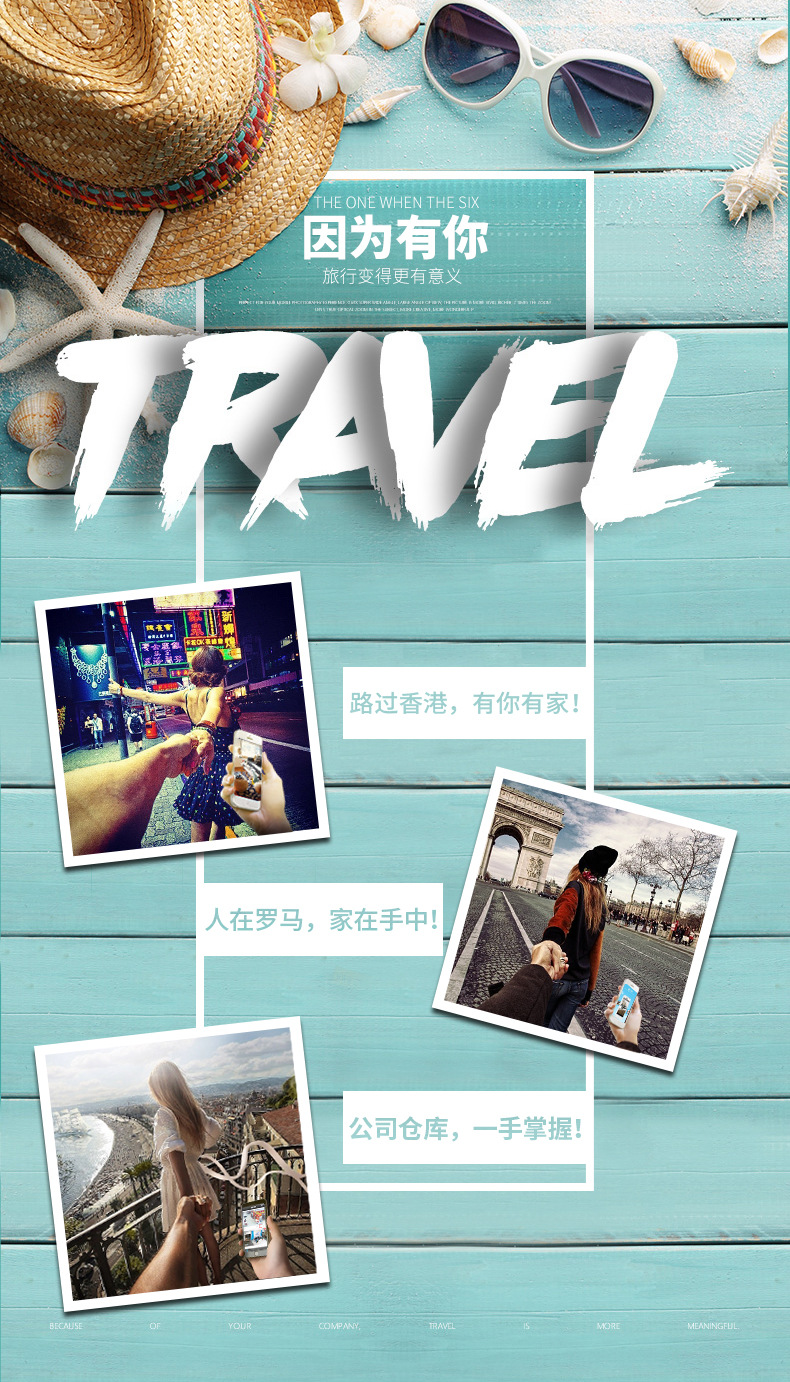 THE ONE WHEN THE SIX
因为有你
旅行变得更有意义
TRAVEL
路过香港，有你有家！
人在罗马，家在手中！
公司仓库，一手掌握！
BECAUSE OF YOUR COMPANY, TRAVEL IS MORE MEANINGFUL.